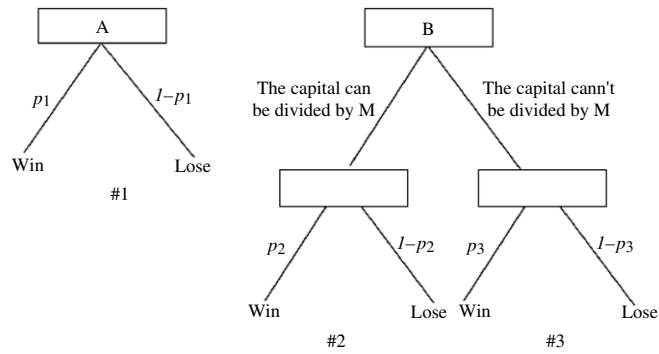 A
p1
1–p1
Win
Lose
#1
B
The capital can
be divided by M
The capital cann't
be divided by M
p2
1–p2
Win
Lose
#2
p3
1–p3
Win
Lose
#3